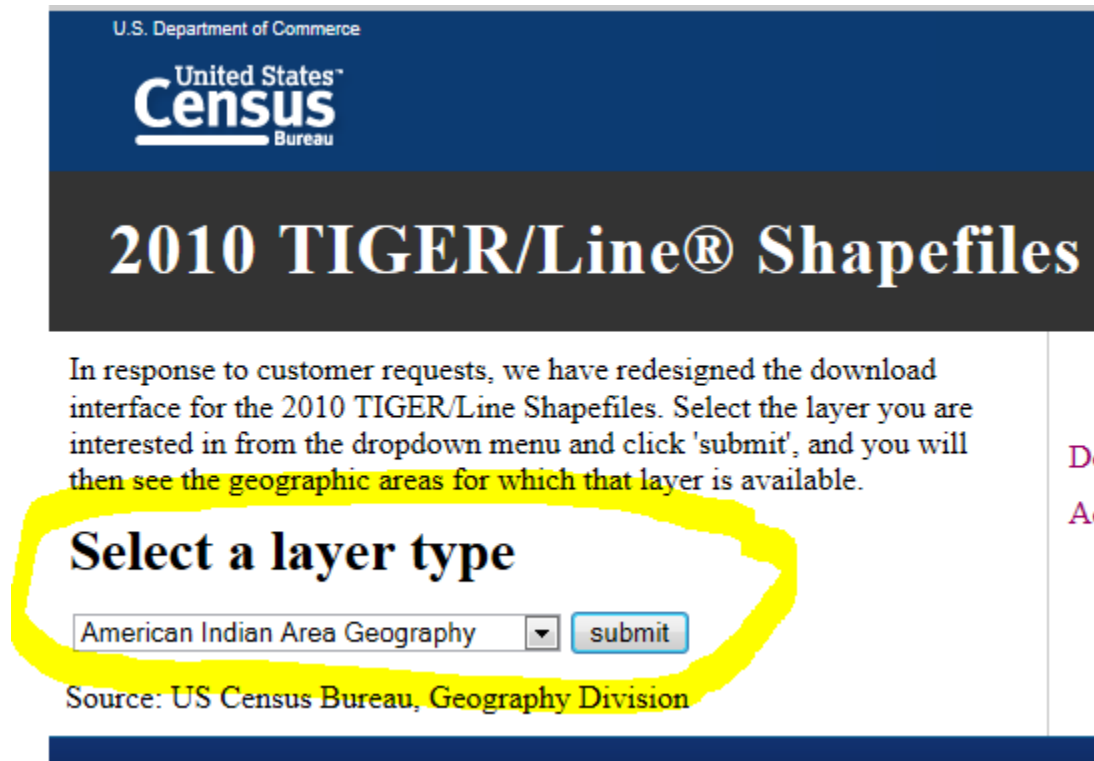 U.S. Department of Commerce
United States™
Census
Bureau
2010 TIGER/Line® Shapefiles
In response to customer requests, we have redesigned the download
interface for the 2010 TIGER/Line Shapefiles. Select the layer you are
interested in from the dropdown menu and click 'submit', and you will
then see the geographic areas for which that layer is available.
Select a layer type
American Indian Area Geography submit
Source: US Census Bureau, Geography Division